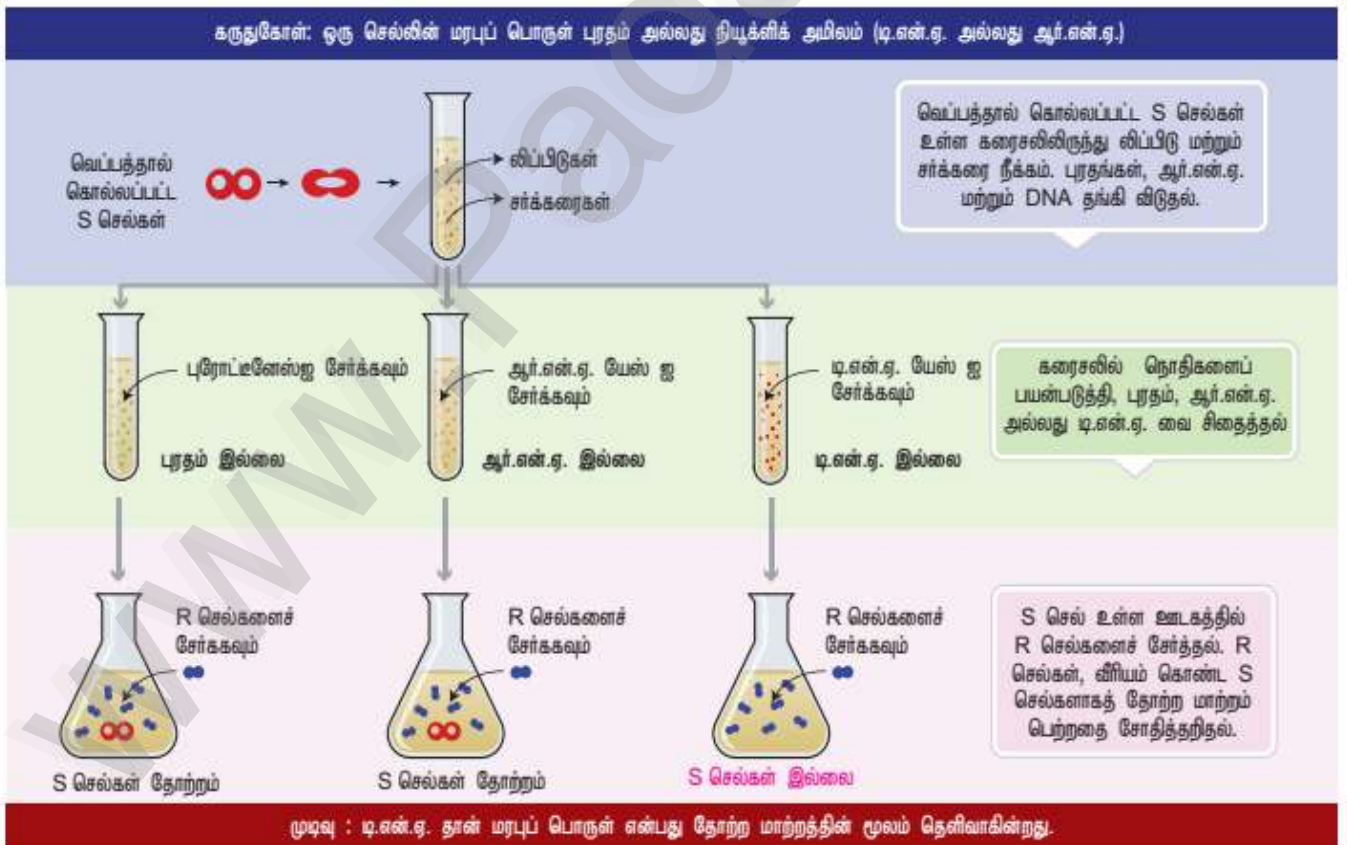 கருதுகோள்: ஒரு செல்லின் மரபுப் பொருள் புரதம் அல்லது நியூக்ளிக் அமிலம் (டி.என்.ஏ. அல்லது ஆர்.என்.ஏ.)
வெப்பத்தால்
கொல்லப்பட்ட
S செல்கள்
லிப்பிடுகள்
சர்க்கரைகள்
வெப்பத்தால் கொல்லப்பட்ட S செல்கள்
உள்ள கரைசலிலிருந்து லிப்பிடு மற்றும்
சர்க்கரை நீக்கம். புரதங்கள், ஆர்.என்.ஏ.
மற்றும் DNA தங்கி விடுதல்.
புரோட்டீனேஸ்ஐ சேர்க்கவும்
புரதம் இல்லை
ஆர்.என்.ஏ. யேஸ் ஐ
சேர்க்கவும்
ஆர்.என்.ஏ. இல்லை
டி.என்.ஏ. யேஸ் ஐ
சேர்க்கவும்
டி.என்.ஏ. இல்லை
கரைசலில் நொதிகளைப்
பயன்படுத்தி, புரதம், ஆர்.என்.ஏ.
அல்லது டி.என்.ஏ. வை சிதைத்தல்
R செல்களைச்
சேர்ககவும்
S செல்கள் தோற்றம்
R செல்களைச்
சேர்ககவும்
S செல்கள் தோற்றம்
R செல்களைச்
சேர்ககவும்
S செல்கள் இல்லை
S செல் உள்ள ஊடகத்தில்
R செல்களைச் சேர்த்தல். R
செல்கள், வீரியம் கொண்ட S
செல்களாகத் தோற்ற மாற்றம்
பெற்றதை சோதித்தறிதல்.
முடிவு : டி.என்.ஏ. தான் மரபுப் பொருள் என்பது தோற்ற மாற்றத்தின் மூலம் தெளிவாகின்றது.